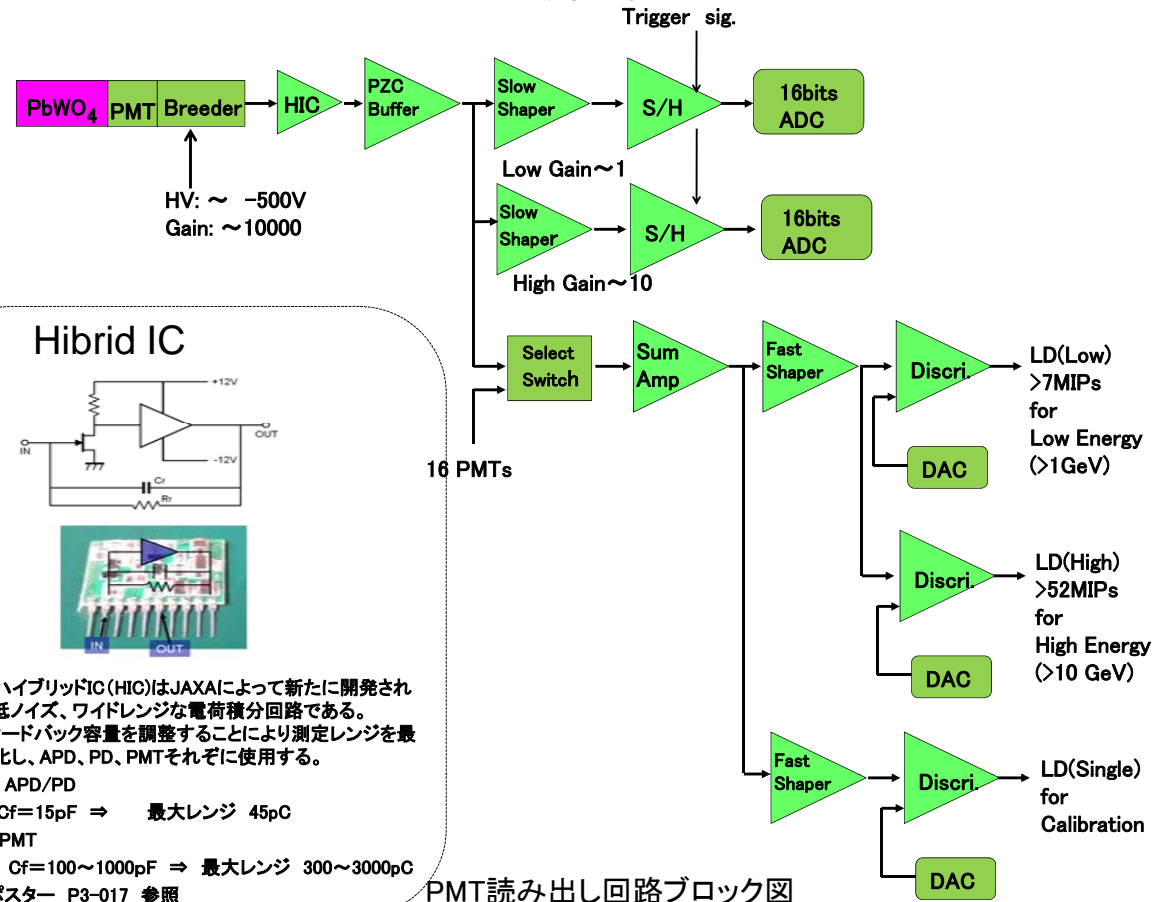 Trigger sig.
PbWO4
PMT
Breeder
HIC
PZC
Buffer
Slow
Shaper
S/H
16bits
ADC
Low Gain～1
HV: ～ -500V
Gain: ～10000
Slow
Shaper
S/H
16bits
ADC
High Gain～10
Select
Switch
Sum
Amp
Fast
Shaper
Discri.
LD(Low)
>7MIPs
for
Low Energy
(>1GeV)
DAC
16 PMTs
Discri.
LD(High)
>52MIPs
for
High Energy
(>10 GeV)
DAC
Fast
Shaper
Discri.
LD(Single)
for
Calibration
DAC
Hibrid IC
+12V
IN
OUT
-12V
Cf
Rf
IN
OUT
ハイブリッドIC(HIC)はJAXAによって新たに開発され
低ノイズ、ワイドレンジな電荷積分回路である。
ードバック容量を調整することにより測定レンジを最
化し、APD、PD、PMTそれぞに使用する。
APD/PD
Cf＝15pF ⇒ 最大レンジ 45pC
PMT
Cf＝100～1000pF ⇒ 最大レンジ 300～3000pC
ポスター P3-017 参照
PMT読み出し回路ブロック図